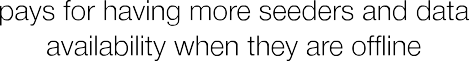 pays for having more seeders and data
availability when they are offline